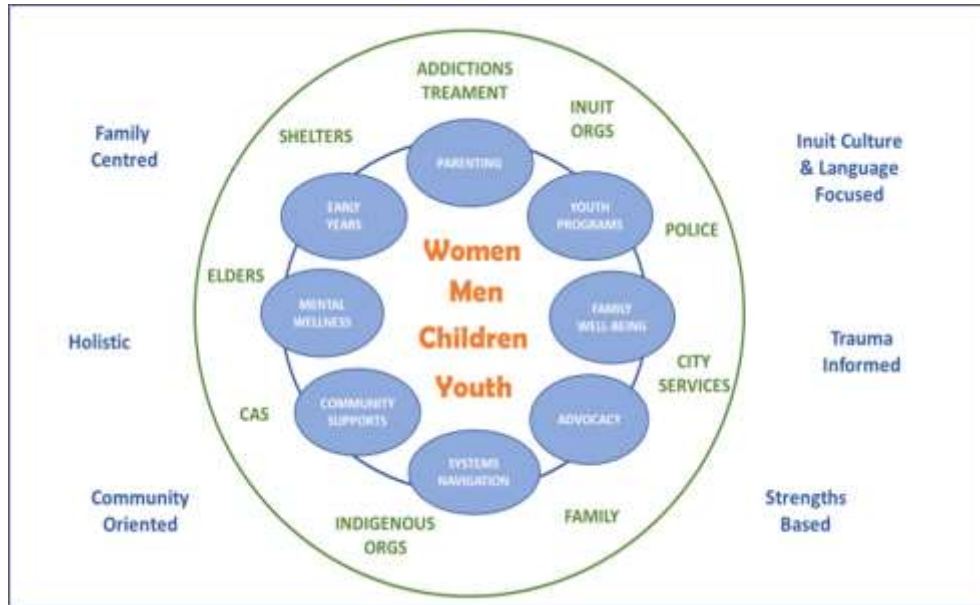 ADDICTIONS
TREAMENT
INUIT
ORGS
SHELTERS
Family
Centred
Inuit Culture
& Language
Focused
PARENTING
EARLY
YEARS
YOUTH
PROGRAMS
POLICE
Women
Men
Children
Youth
ELDERS
MENTAL
WELLNESS
FAMILY
WELL-BEING
Holistic
Trauma
Informed
CITY
SERVICES
CAS
COMMUNITY
SUPPORTS
ADVOCACY
SYSTEMS
NAVIGATION
Community
Oriented
INDIGENOUS
ORGS
FAMILY
Strengths
Based